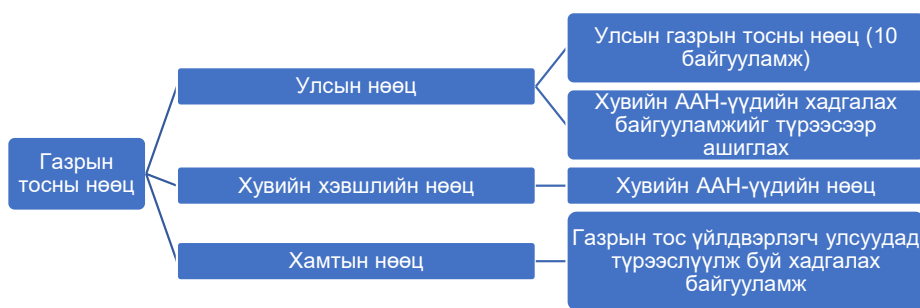 Газрын
тосны нөөц
Улсын нөөц
Улсын газрын тосны нөөц (10
байгууламж)
Хувийн ААН-үүдийн хадгалах
байгууламжийг түрээсээр
ашиглах
Хувийн хэвшлийн нөөц
Хувийн ААН-үүдийн нөөц
Хамтын нөөц
Газрын тос үйлдвэрлэгч улсуудад
түрээслүүлж буй хадгалах
байгууламж